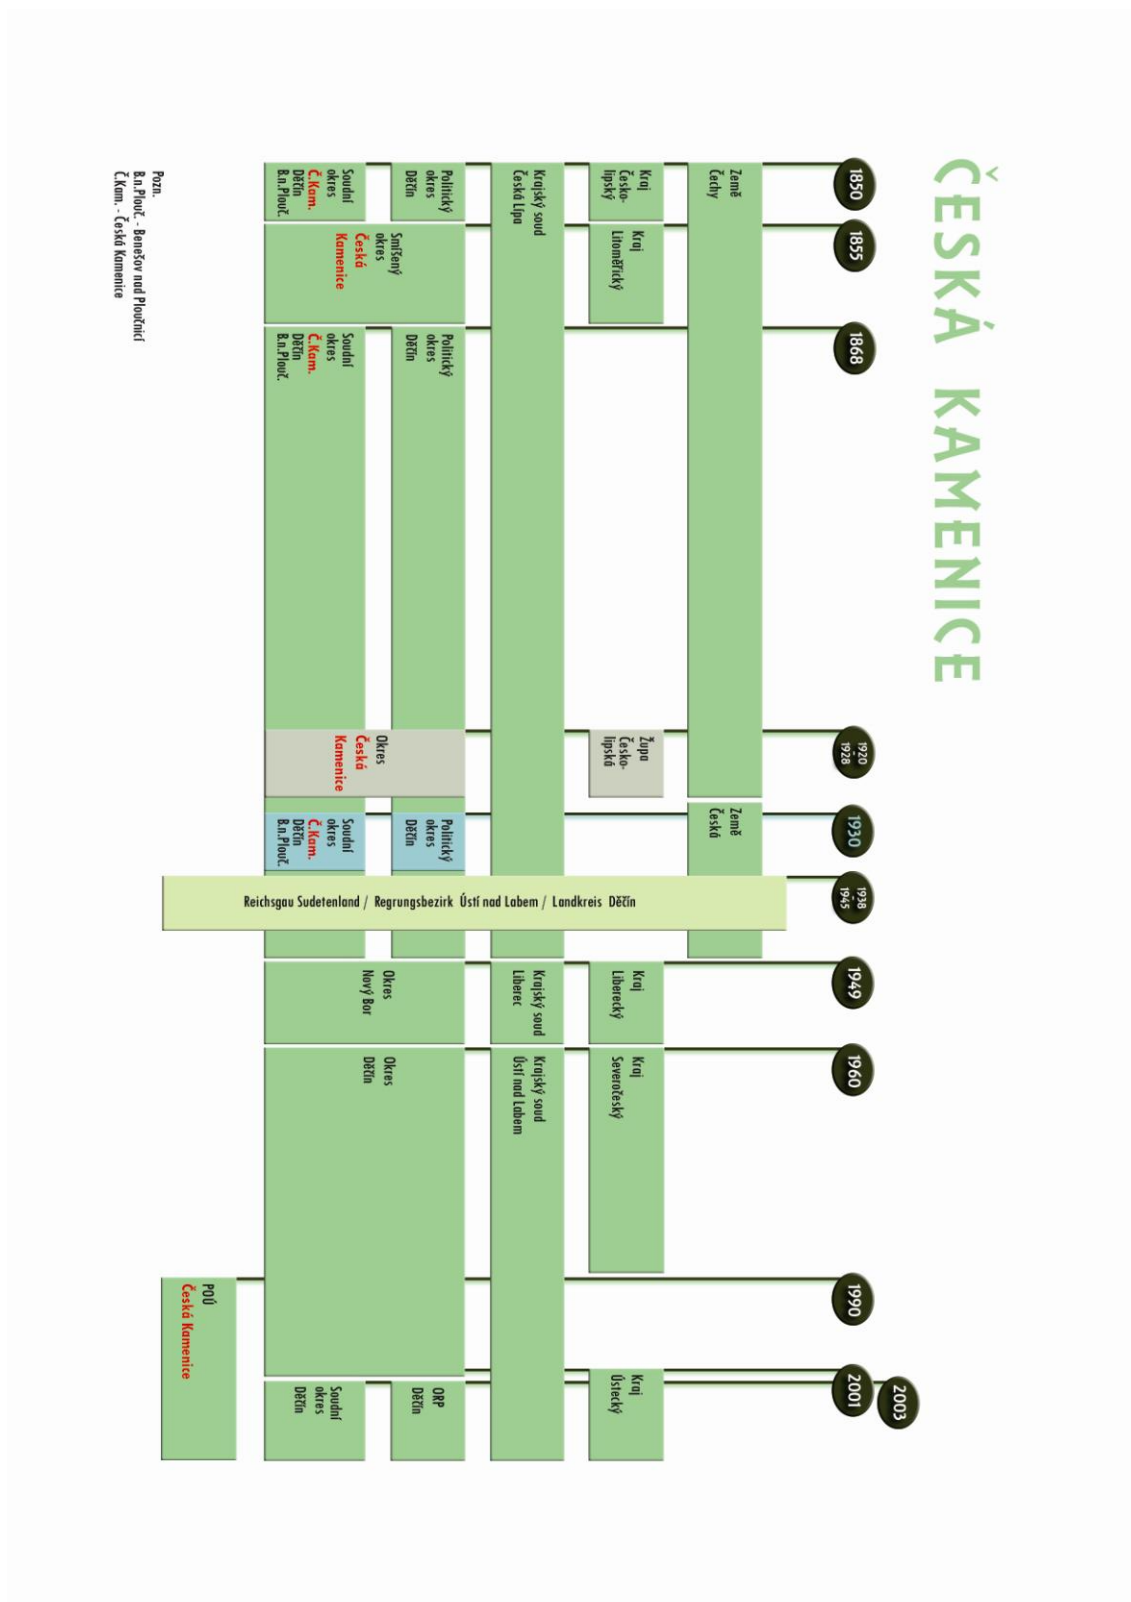 ČESKÁ KAMENICE
1850
1855
1868
1920
-
1928
1930
1938
-
1945
1949
1960
1990
2001
2003
Země
Čechy
Země
Česká
Kraj
Česko-
lipský
Kraj
Litoměřický
Župa
Česko-
lipská
Kraj
Liberecký
Kraj
Severočeský
Kraj
Ústecký
Krajský soud
Česká Lípa
Krajský soud
Liberec
Krajský soud
Ústí nad Labem
Politický
okres
Děčín
Smíšený
okres
Česká
Kamenice
Politický
okres
Děčín
Okres
Česká
Kamenice
Politický
okres
Děčín
Okres
Nový Bor
Okres
Děčín
ORP
Děčín
Soudní
okres
Č.Kam.
Děčín
B.n.Plouč.
Soudní
okres
Č.Kam.
Děčín
B.n.Plouč.
Soudní
okres
Č.Kam.
Děčín
B.n.Plouč.
Soudní
okres
Děčín
Reichsgau Sudetenland / Regrungsbezirk Ústí nad Labem / Landkreis Děčín
POÚ
Česká Kamenice
Pozn.
B.n.Plouč. - Benešov nad Ploučnicí
Č.Kam. - Česká Kamenice